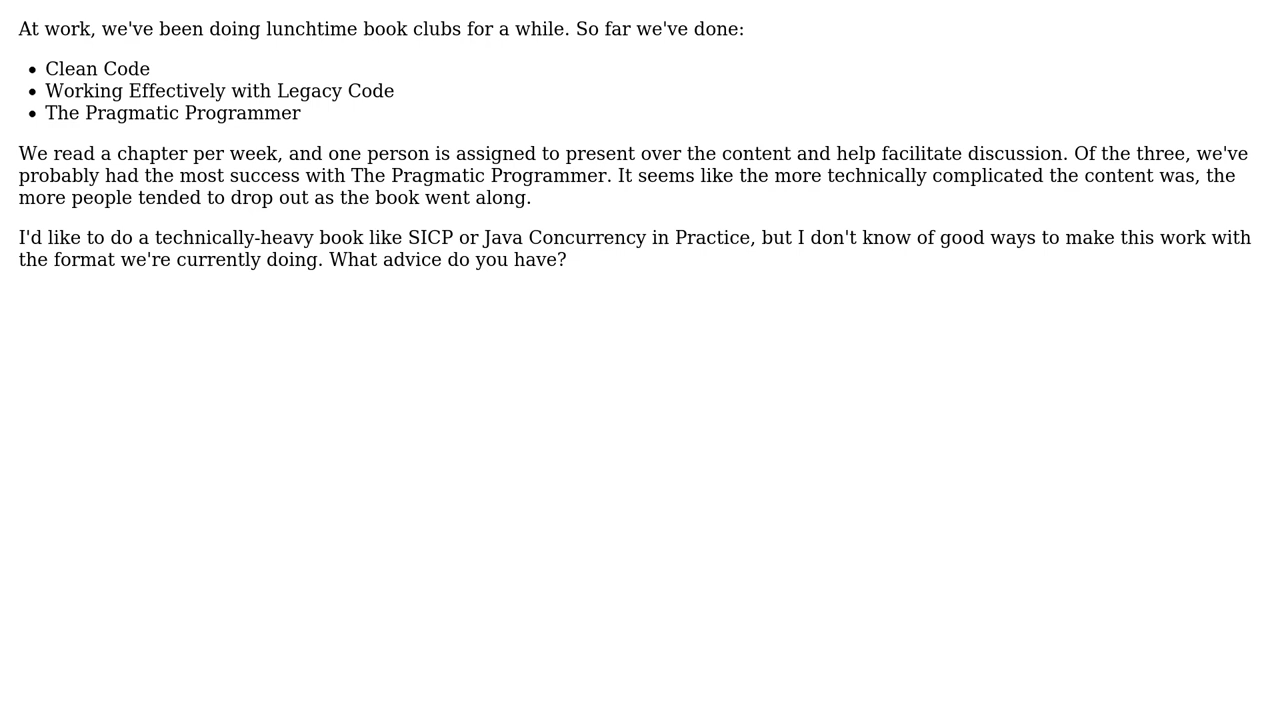 At work, we've been doing lunchtime book clubs for a while. So far we've done:
• Clean Code
• Working Effectively with Legacy Code
• The Pragmatic Programmer
We read a chapter per week, and one person is assigned to present over the content and help facilitate discussion. Of the three, we've
probably had the most success with The Pragmatic Programmer. It seems like the more technically complicated the content was, the
more people tended to drop out as the book went along.
I'd like to do a technically-heavy book like SICP or Java Concurrency in Practice, but I don't know of good ways to make this work with
the format we're currently doing. What advice do you have?